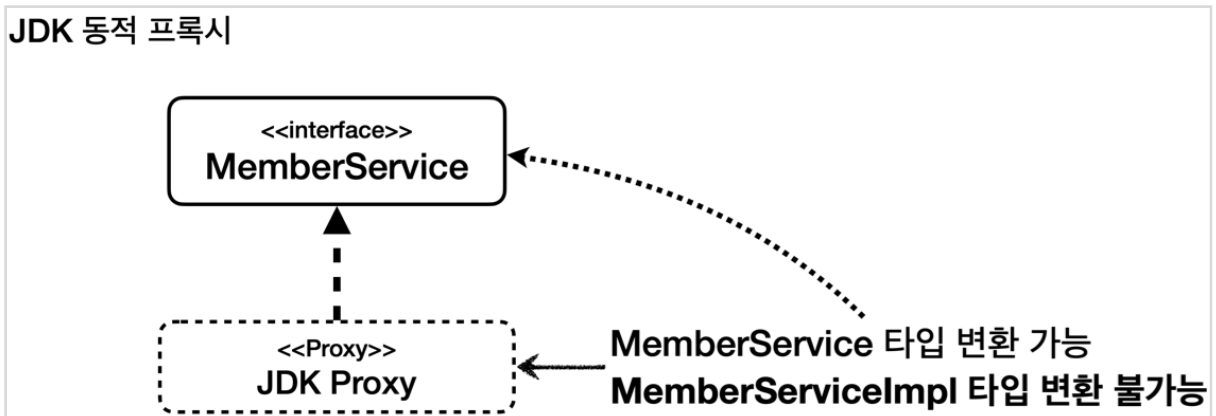 JDK 동적 프록시
<<interface>>
MemberService
<<Proxy>>
JDK Proxy
MemberService 타입 변환 가능
MemberServiceImpl 타입 변환 불가능